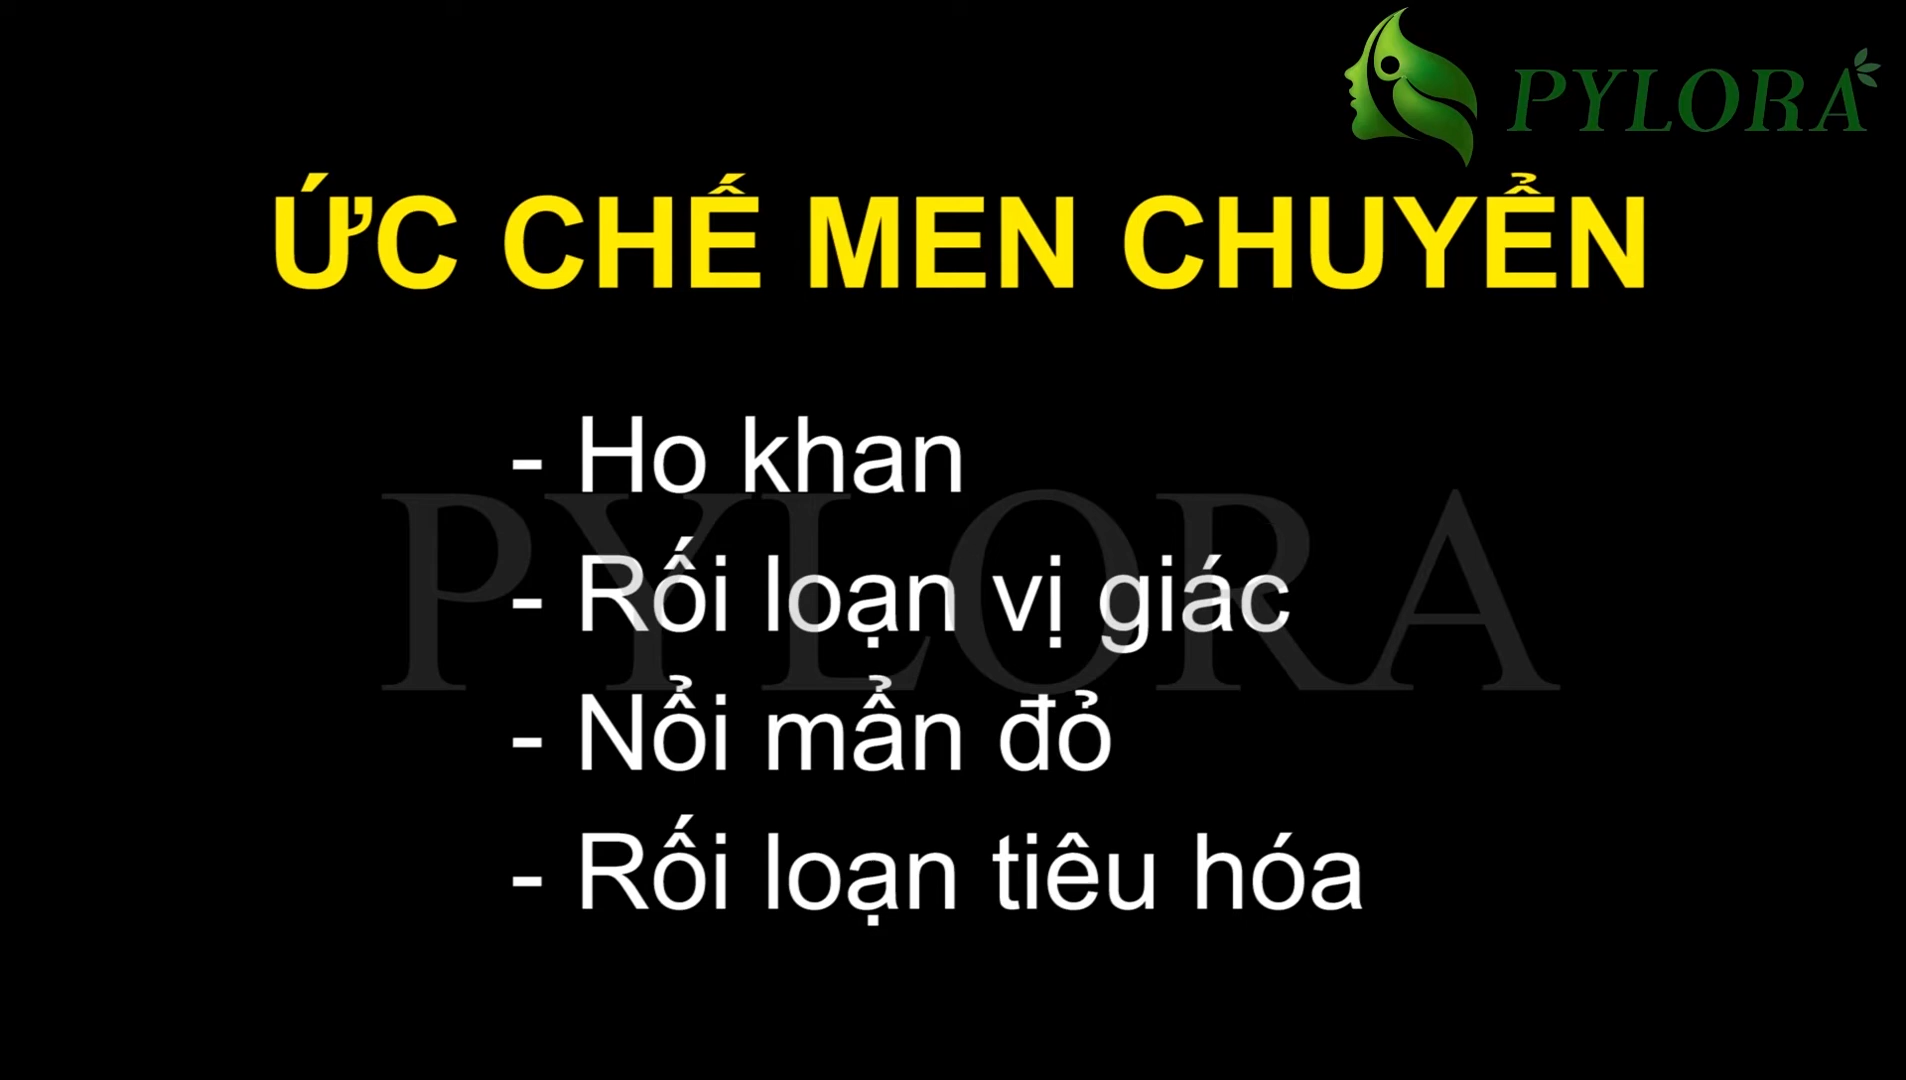 PYLORA
ỨC CHẾ MEN CHUYỂN
- Ho khan
- Rối loạn vị giác
- Nổi mẩn đỏ
- Rối loạn tiêu hóa
PYLORA